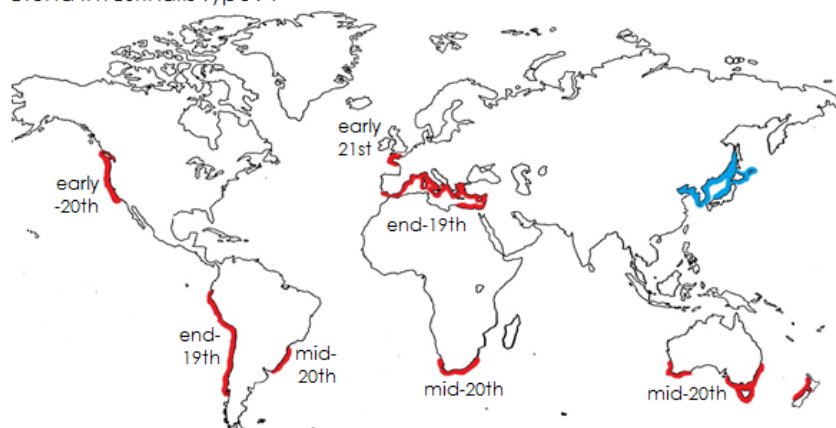 early
21st
early
-20th
end-19th
end-
19th
mid-
20th
mid-20th
mid-20th